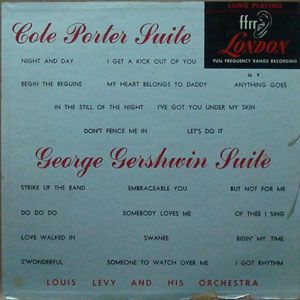 LONG PLAYING
ffrr
LONDON
FULL FREQUENCY RANGE RECORDING
Cole Porter Suite
NIGHT AND DAY I GET A KICK OUT OF YOU
BEGIN THE BEGUINE MY HEART BELONGS TO DADDY ANYTHING GOES
IN THE STILL OF THE NIGHT I'VE GOT YOU UNDER MY SKIN
DON'T FENCE ME IN LET'S DO IT
George Gershwin Suite
STRIKE UP THE BAND EMBRACEABLE YOU BUT NOT FOR ME
DO DO DO SOMEBODY LOVES ME OF THEE I SING
LOVE WALKED IN SWANEE BIDIN' MY TIME
S'WONDERFUL SOMEONE TO WATCH OVER ME I GOT RHYTHM
LOUIS LEVY AND HIS ORCHESTRA